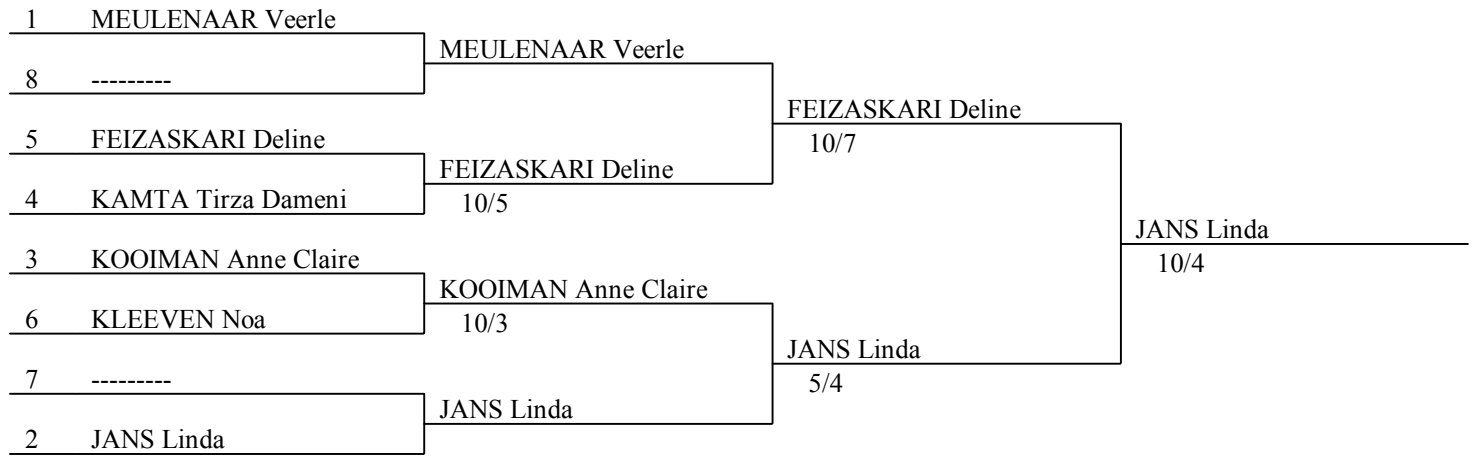 1 MEULENAAR Veerle
8 ---------
5 FEIZASKARI Deline
4 KAMTA Tirza Dameni
3 KOOIMAN Anne Claire
6 KLEEVEN Noa
7 ---------
2 JANS Linda
MEULENAAR Veerle
FEIZASKARI Deline
10/5
KOOIMAN Anne Claire
10/3
JANS Linda
FEIZASKARI Deline
10/7
JANS Linda
5/4
JANS Linda
10/4